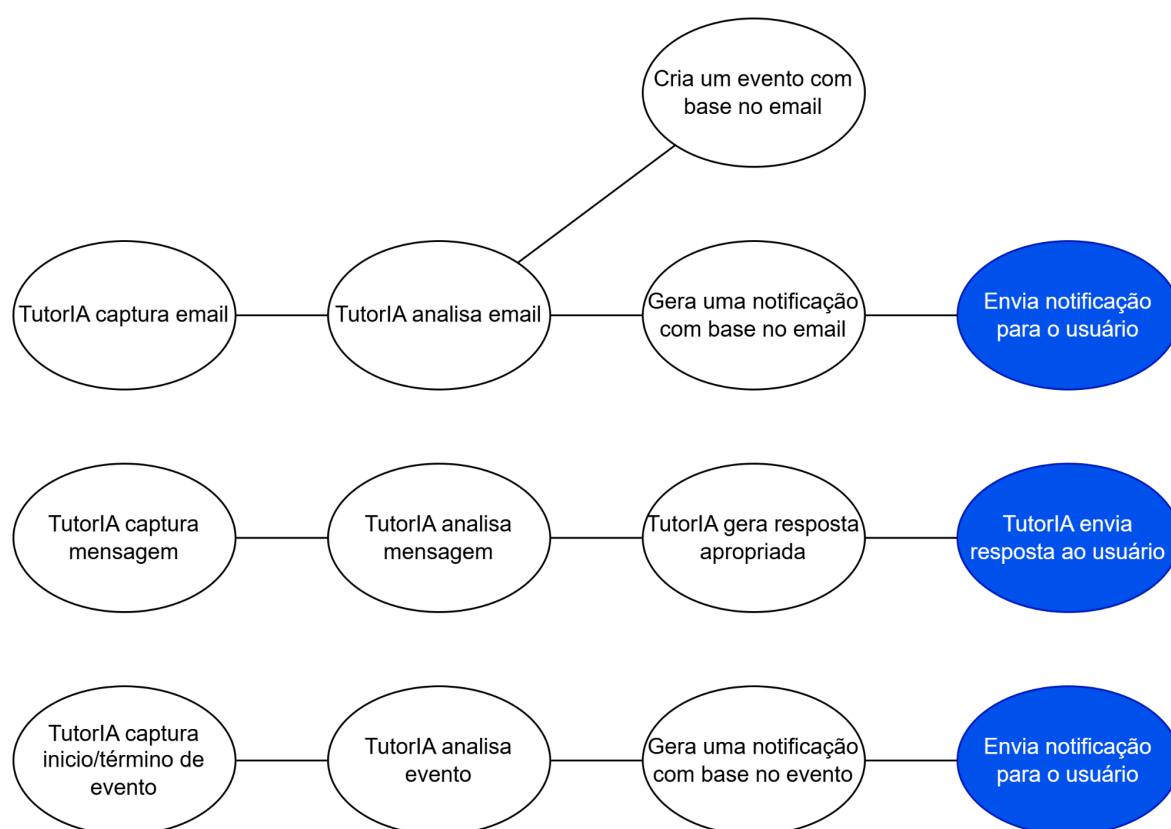 Cria um evento com
base no email
TutorIA captura email
TutorIA analisa email
Gera uma notificação
com base no email
Envia notificação
para o usuário
TutorIA captura
mensagem
TutorIA analisa
mensagem
TutorIA gera resposta
apropriada
TutorIA envia
resposta ao usuário
TutorIA captura
inicio/término de
evento
TutorIA analisa
evento
Gera uma notificação
com base no evento
Envia notificação
para o usuário